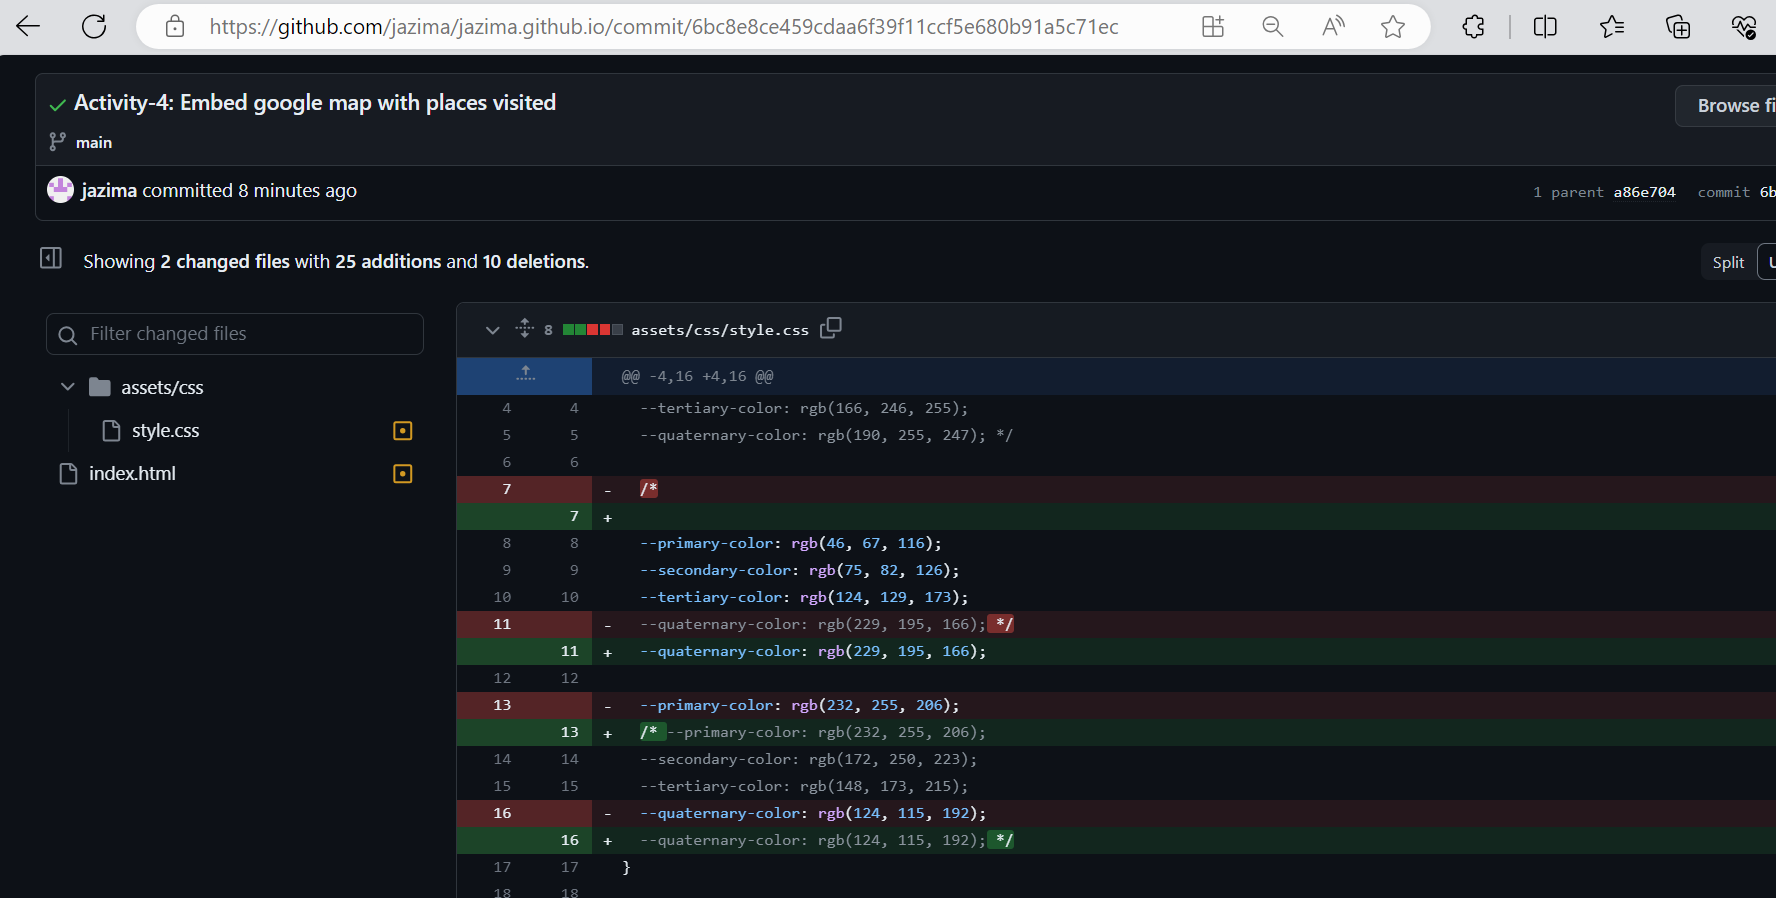 https://github.com/jazima/jazima.github.io/commit/6bc8e8ce459cdaa6f39f11ccf5e680b91a5c71ec
Activity-4: Embed google map with places visited
Browse fi
main
jazima committed 8 minutes ago
1 parent a86e704 commit 6b
Showing 2 changed files with 25 additions and 10 deletions.
Split U
Filter changed files
assets/css
style.css
index.html
8 assets/css/style.css
@@ -4,16 +4,16 @@
4 4 --tertiary-color: rgb(166, 246, 255);
5 5 --quaternary-color: rgb(190, 255, 247); */
6 6
7 - /*
7 +
8 8 --primary-color: rgb(46, 67, 116);
9 9 --secondary-color: rgb(75, 82, 126);
10 10 --tertiary-color: rgb(124, 129, 173);
11 - --quaternary-color: rgb(229, 195, 166); */
11 + --quaternary-color: rgb(229, 195, 166);
12 12
13 - --primary-color: rgb(232, 255, 206);
13 + /* --primary-color: rgb(232, 255, 206);
14 14 --secondary-color: rgb(172, 250, 223);
15 15 --tertiary-color: rgb(148, 173, 215);
16 - --quaternary-color: rgb(124, 115, 192);
16 + --quaternary-color: rgb(124, 115, 192); */
17 17 }
18 18